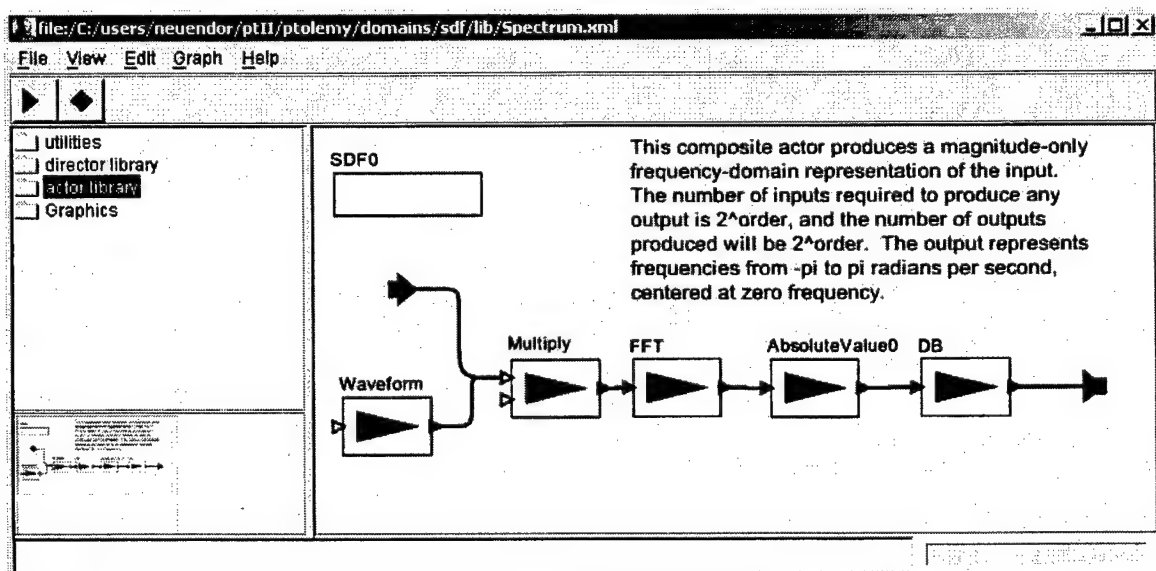 file:/C:/users/neuendor/ptII/ptolemy/domains/sdf/lib/Spectrum.xml
File View Edit Graph Help
utilities
director library
actor library
Graphics
SDF0
This composite actor produces a magnitude-only
frequency-domain representation of the input.
The number of inputs required to produce any
output is 2^order, and the number of outputs
produced will be 2^order. The output represents
frequencies from -pi to pi radians per second,
centered at zero frequency.
Multiply
FFT
AbsoluteValue0
DB
Waveform